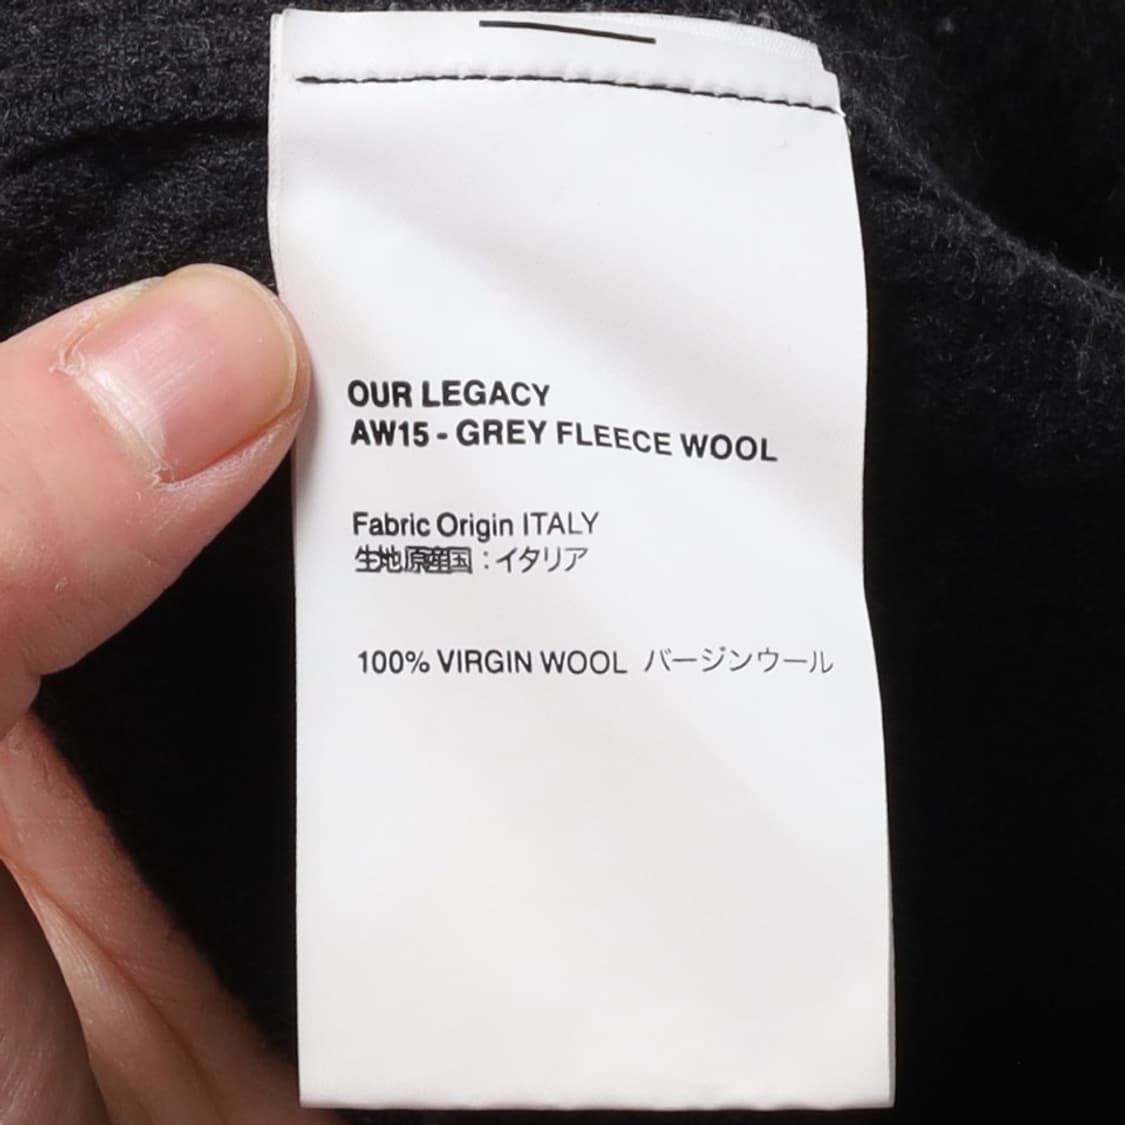 OUR LEGACY
AW15 - GREY FLEECE WOOL
Fabric Origin ITALY
生地原産国：イタリア
100% VIRGIN WOOL バージンウール